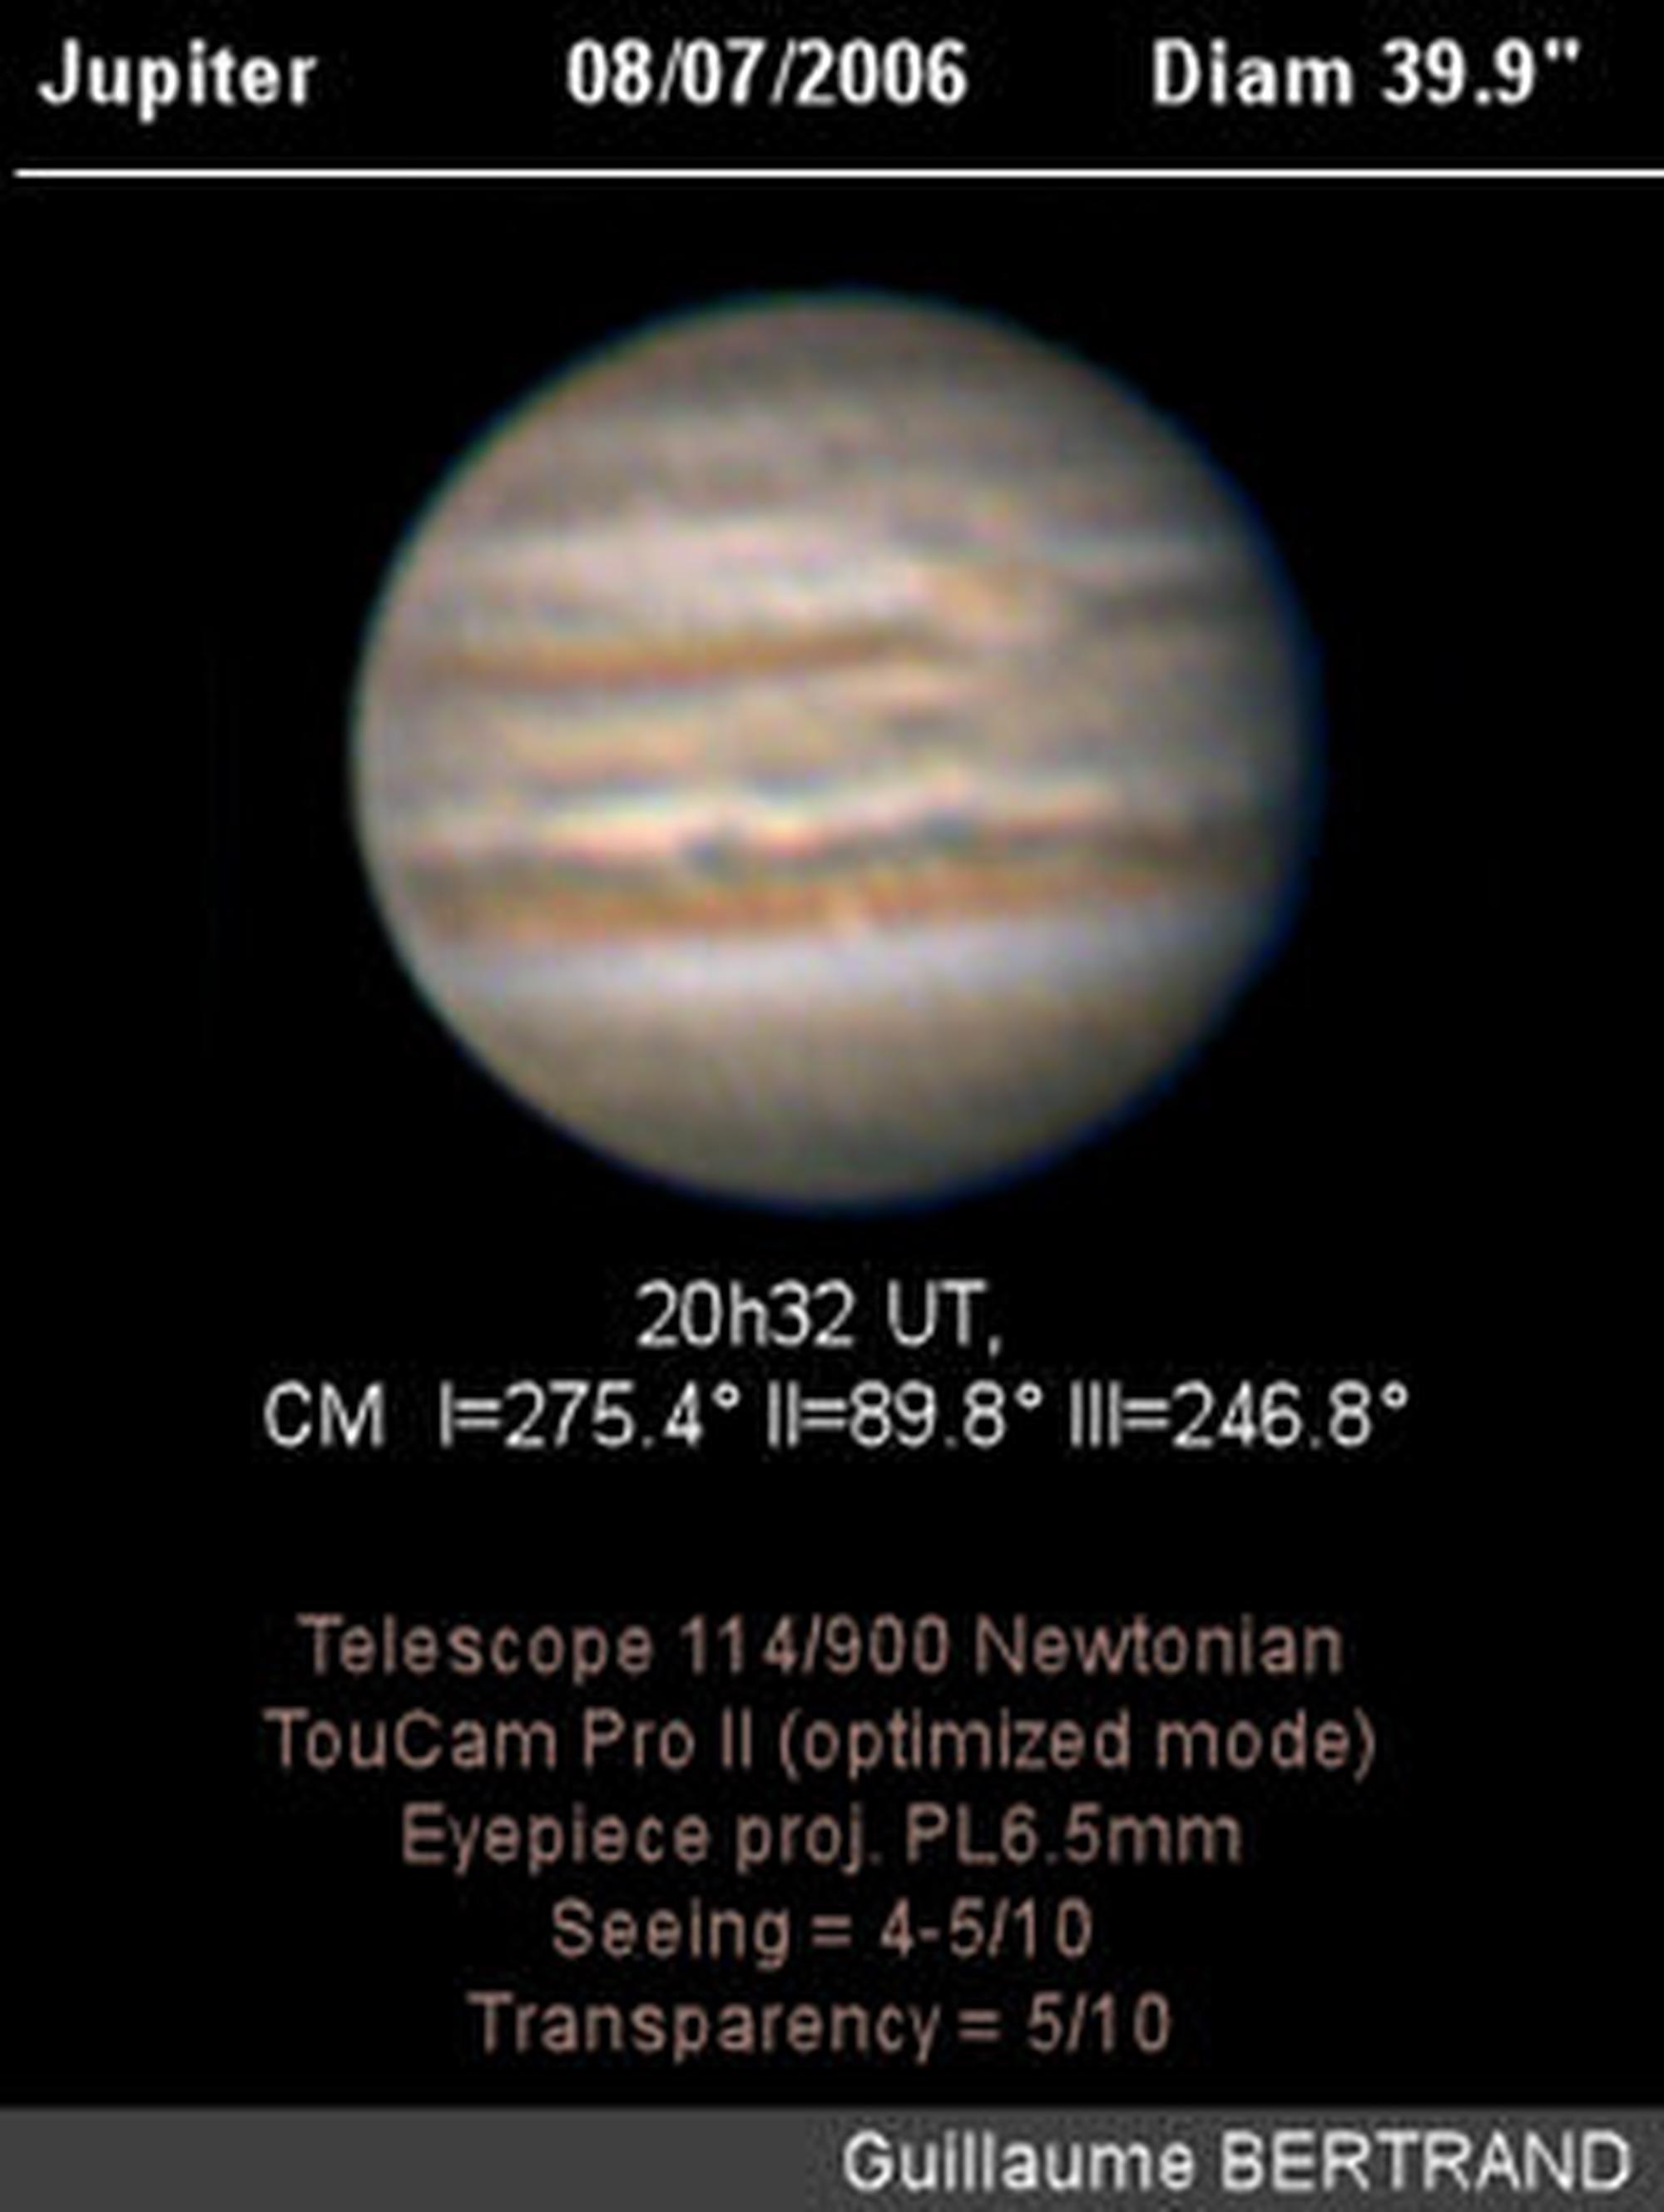 Jupiter 08/07/2006 Diam 39.9"
20h32 UT,
CM I=275.4° II=89.8° III=246.8°
Telescope 114/900 Newtonian
TouCam Pro II (optimized mode)
Eyepiece proj. PL6.5mm
Seeing = 4-5/10
Transparency = 5/10
Guillaume BERTRAND